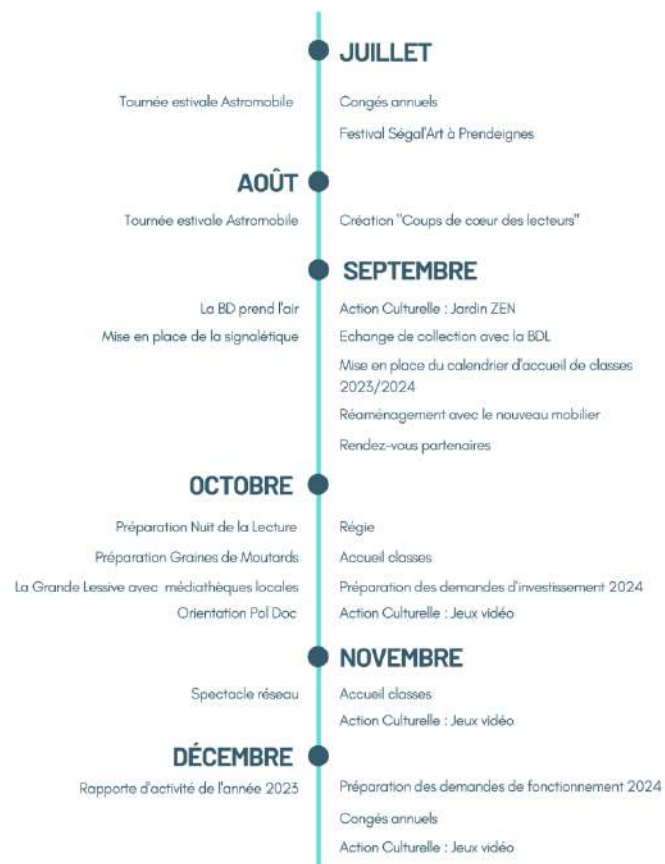 JUILLET
Tournée estivale Astromobile
Congés annuels
Festival Ségal'Art à Prendeignes
AOÛT
Tournée estivale Astromobile
Création "Coups de cœur des lecteurs"
SEPTEMBRE
La BD prend l'air
Mise en place de la signalétique
Action Culturelle : Jardin ZEN
Echange de collection avec la BDL
Mise en place du calendrier d'accueil de classes
2023/2024
Réaménagement avec le nouveau mobilier
Rendez-vous partenaires
OCTOBRE
Préparation Nuit de la Lecture
Préparation Graines de Moutards
La Grande Lessive avec médiathèques locales
Orientation Pol Doc
Régie
Accueil classes
Préparation des demandes d'investissement 2024
Action Culturelle : Jeux vidéo
NOVEMBRE
Spectacle réseau
Accueil classes
Action Culturelle : Jeux vidéo
DÉCEMBRE
Rapporte d'activité de l'année 2023
Préparation des demandes de fonctionnement 2024
Congés annuels
Action Culturelle : Jeux vidéo